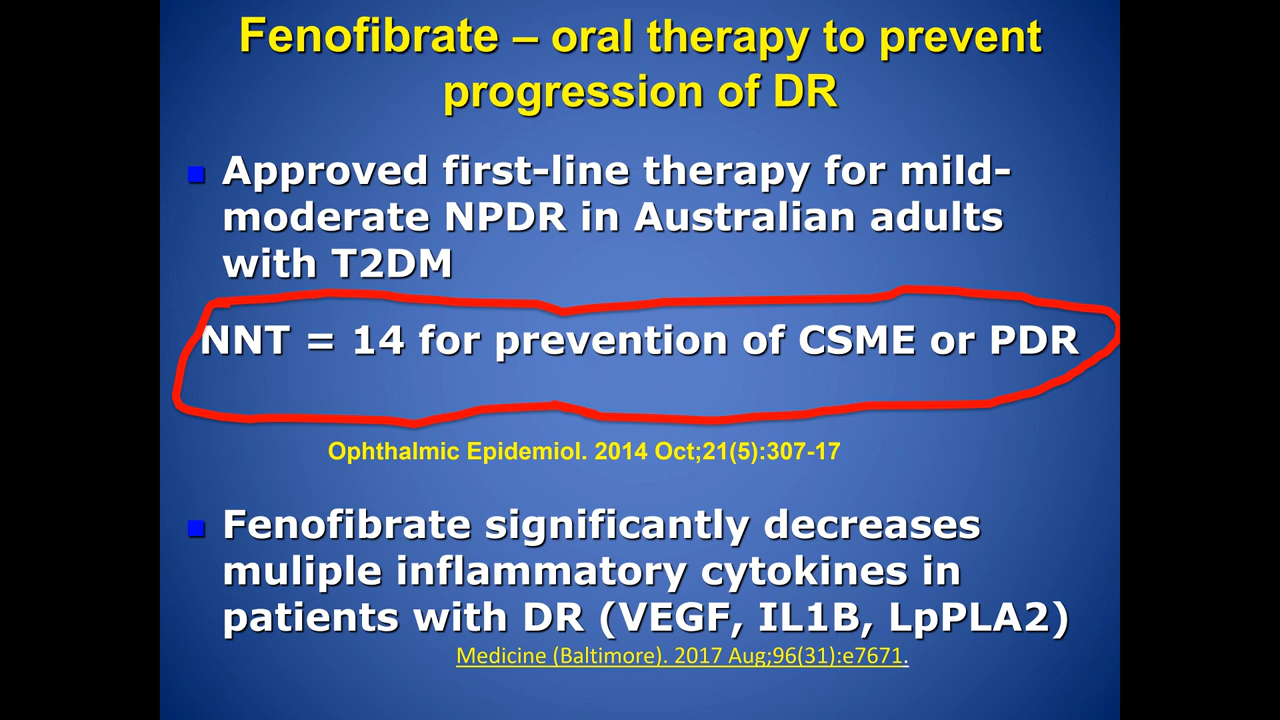 Fenofibrate – oral therapy to prevent
progression of DR
Approved first-line therapy for mild-
moderate NPDR in Australian adults
with T2DM
NNT = 14 for prevention of CSME or PDR
Ophthalmic Epidemiol. 2014 Oct;21(5):307-17
Fenofibrate significantly decreases
muliple inflammatory cytokines in
patients with DR (VEGF, IL1B, LpPLA2)
Medicine (Baltimore). 2017 Aug;96(31):e7671.